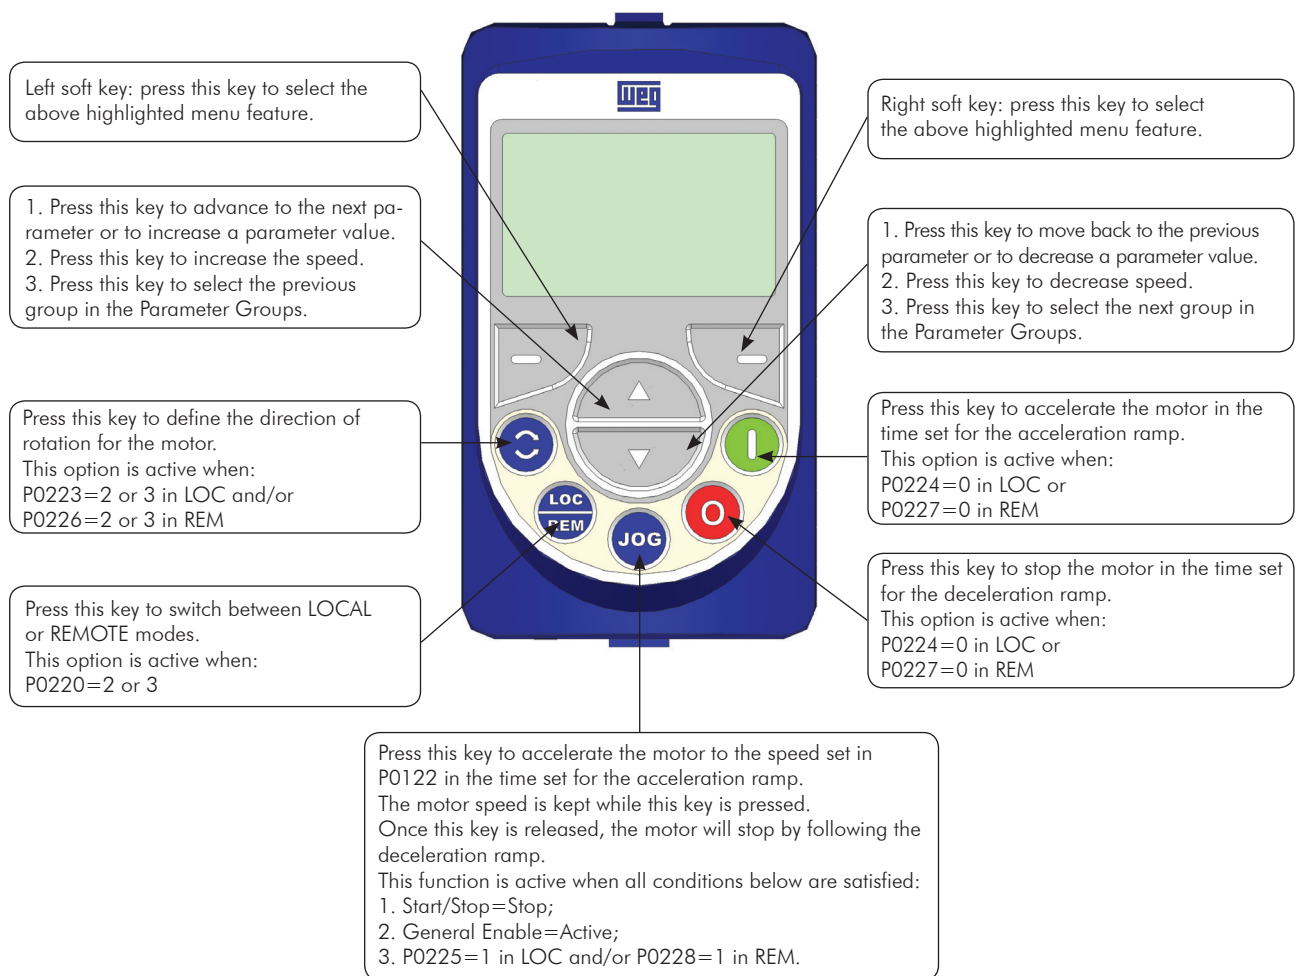 weg
Left soft key: press this key to select the
above highlighted menu feature.
Right soft key: press this key to select
the above highlighted menu feature.
1. Press this key to advance to the next pa-
rameter or to increase a parameter value.
2. Press this key to increase the speed.
3. Press this key to select the previous
group in the Parameter Groups.
1. Press this key to move back to the previous
parameter or to decrease a parameter value.
2. Press this key to decrease speed.
3. Press this key to select the next group in
the Parameter Groups.
Press this key to define the direction of
rotation for the motor.
This option is active when:
P0223=2 or 3 in LOC and/or
P0226=2 or 3 in REM
Press this key to accelerate the motor in the
time set for the acceleration ramp.
This option is active when:
P0224=0 in LOC or
P0227=0 in REM
LOC
REM
JOG
Press this key to switch between LOCAL
or REMOTE modes.
This option is active when:
P0220=2 or 3
Press this key to stop the motor in the time set
for the deceleration ramp.
This option is active when:
P0224=0 in LOC or
P0227=0 in REM
Press this key to accelerate the motor to the speed set in
P0122 in the time set for the acceleration ramp.
The motor speed is kept while this key is pressed.
Once this key is released, the motor will stop by following the
deceleration ramp.
This function is active when all conditions below are satisfied:
1. Start/Stop=Stop;
2. General Enable=Active;
3. P0225=1 in LOC and/or P0228=1 in REM.